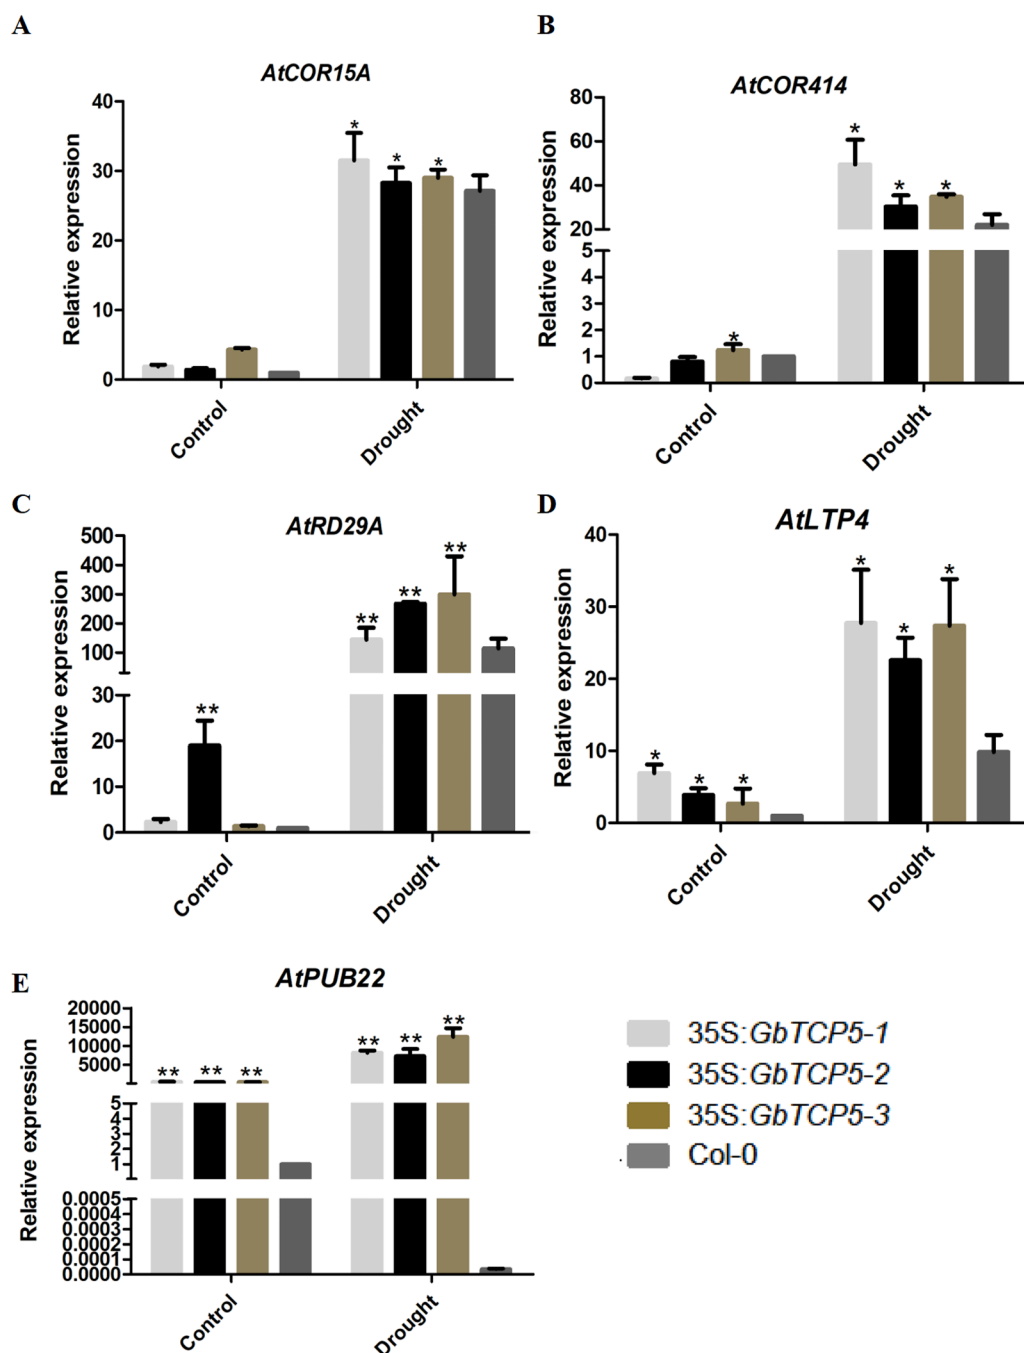 A
AtCOR15A
Relative expression
40
30
20
10
0
*
*
*
Control
Drought
B
AtCOR414
Relative expression
80
60
40
20
5
4
3
2
1
0
*
*
*
*
Control
Drought
C
AtRD29A
Relative expression
500
400
300
200
100
30
20
10
0
**
**
**
**
Control
Drought
D
AtLTP4
Relative expression
40
30
20
10
0
*
*
*
*
*
*
Control
Drought
E
AtPUB22
Relative expression
20000
15000
10000
5000
5
4
3
2
1
0.0005
0.0004
0.0003
0.0002
0.0001
0.0000
**
**
**
**
**
**
Control
Drought
35S:GbTCP5-1
35S:GbTCP5-2
35S:GbTCP5-3
Col-0